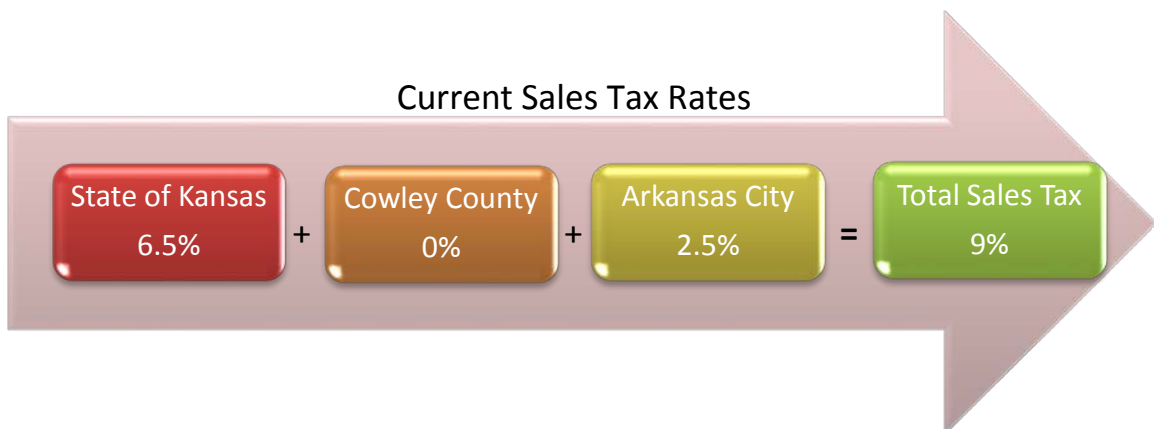 Current Sales Tax Rates
State of Kansas
6.5%
+
Cowley County
0%
+
Arkansas City
2.5%
=
Total Sales Tax
9%